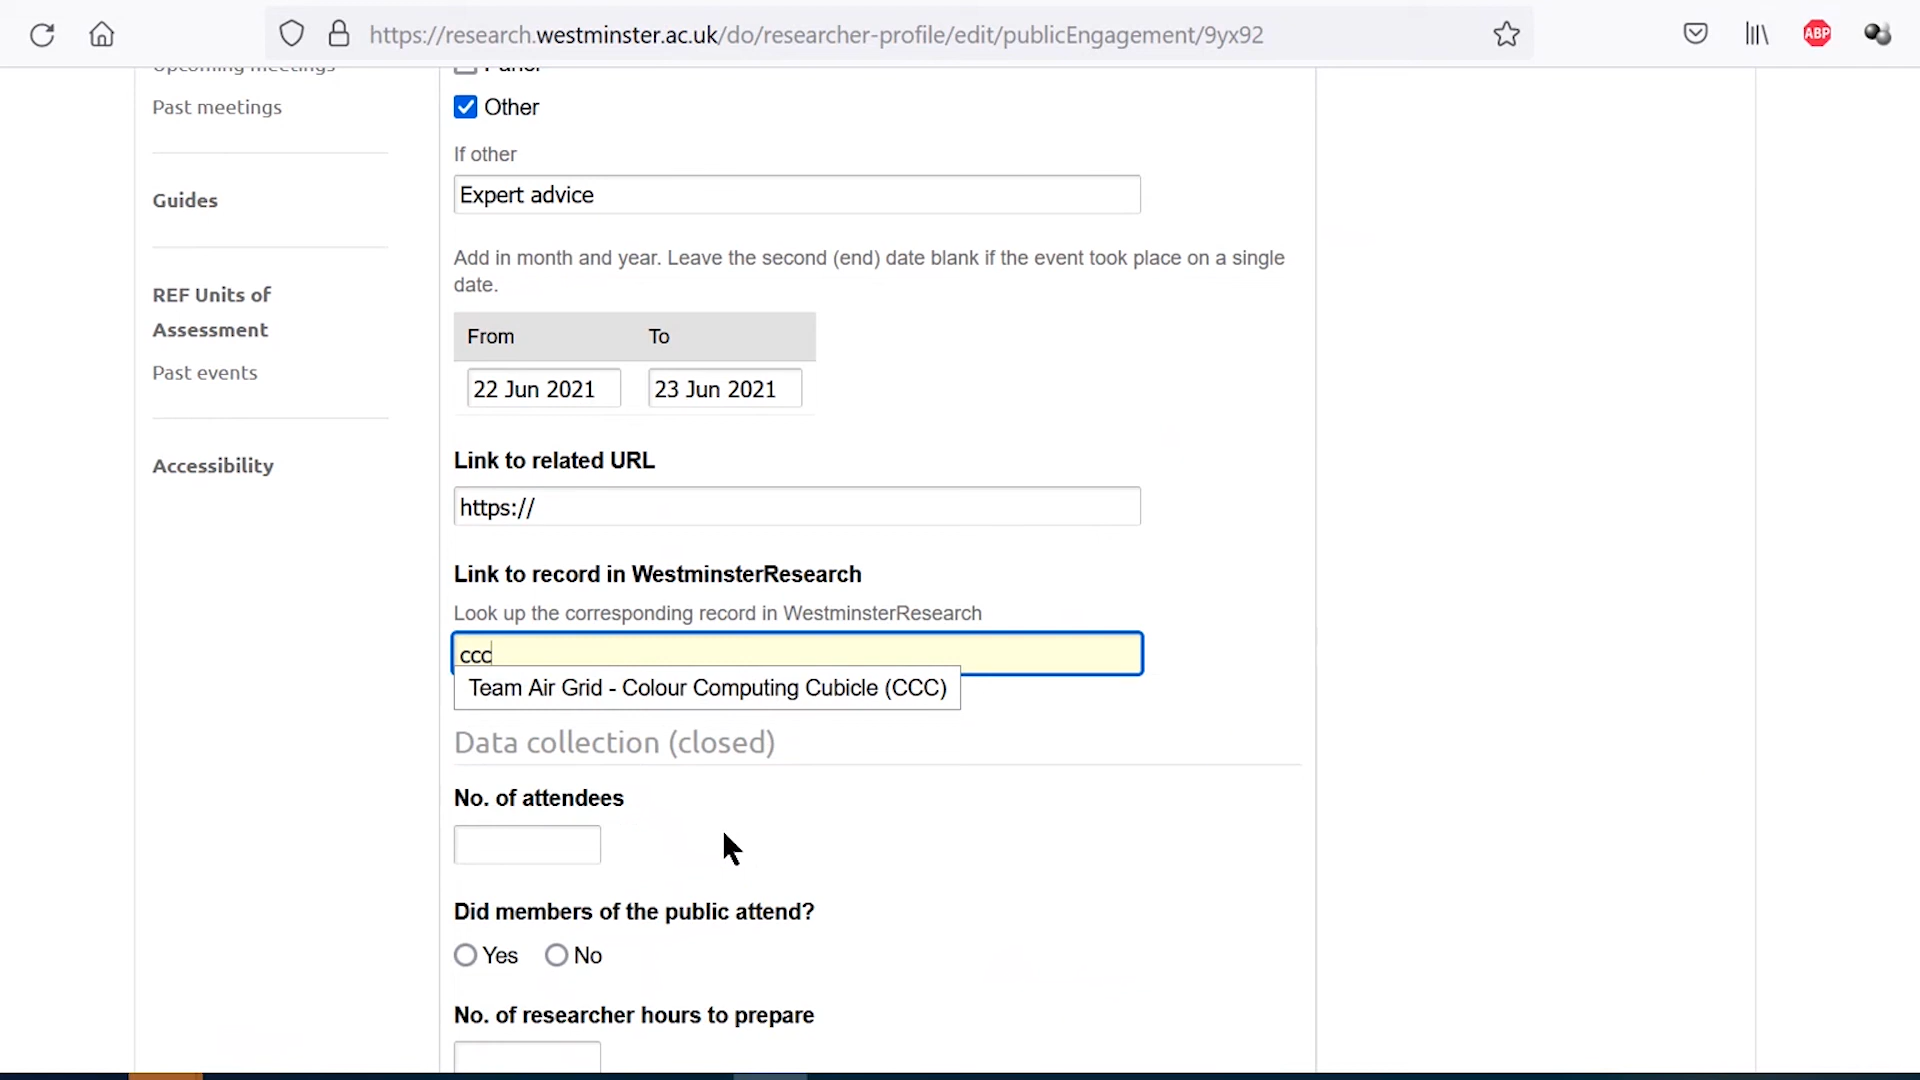 https://research.westminster.ac.uk/do/researcher-profile/edit/publicEngagement/9yx92
ABP
Upcoming meetings
Past meetings
Guides
REF Units of
Assessment
Past events
Accessibility
Panel
Other
If other
Expert advice
Add in month and year. Leave the second (end) date blank if the event took place on a single
date.
From To
22 Jun 2021 23 Jun 2021
Link to related URL
https://
Link to record in WestminsterResearch
Look up the corresponding record in WestminsterResearch
ccc
Team Air Grid - Colour Computing Cubicle (CCC)
Data collection (closed)
No. of attendees
Did members of the public attend?
Yes No
No. of researcher hours to prepare